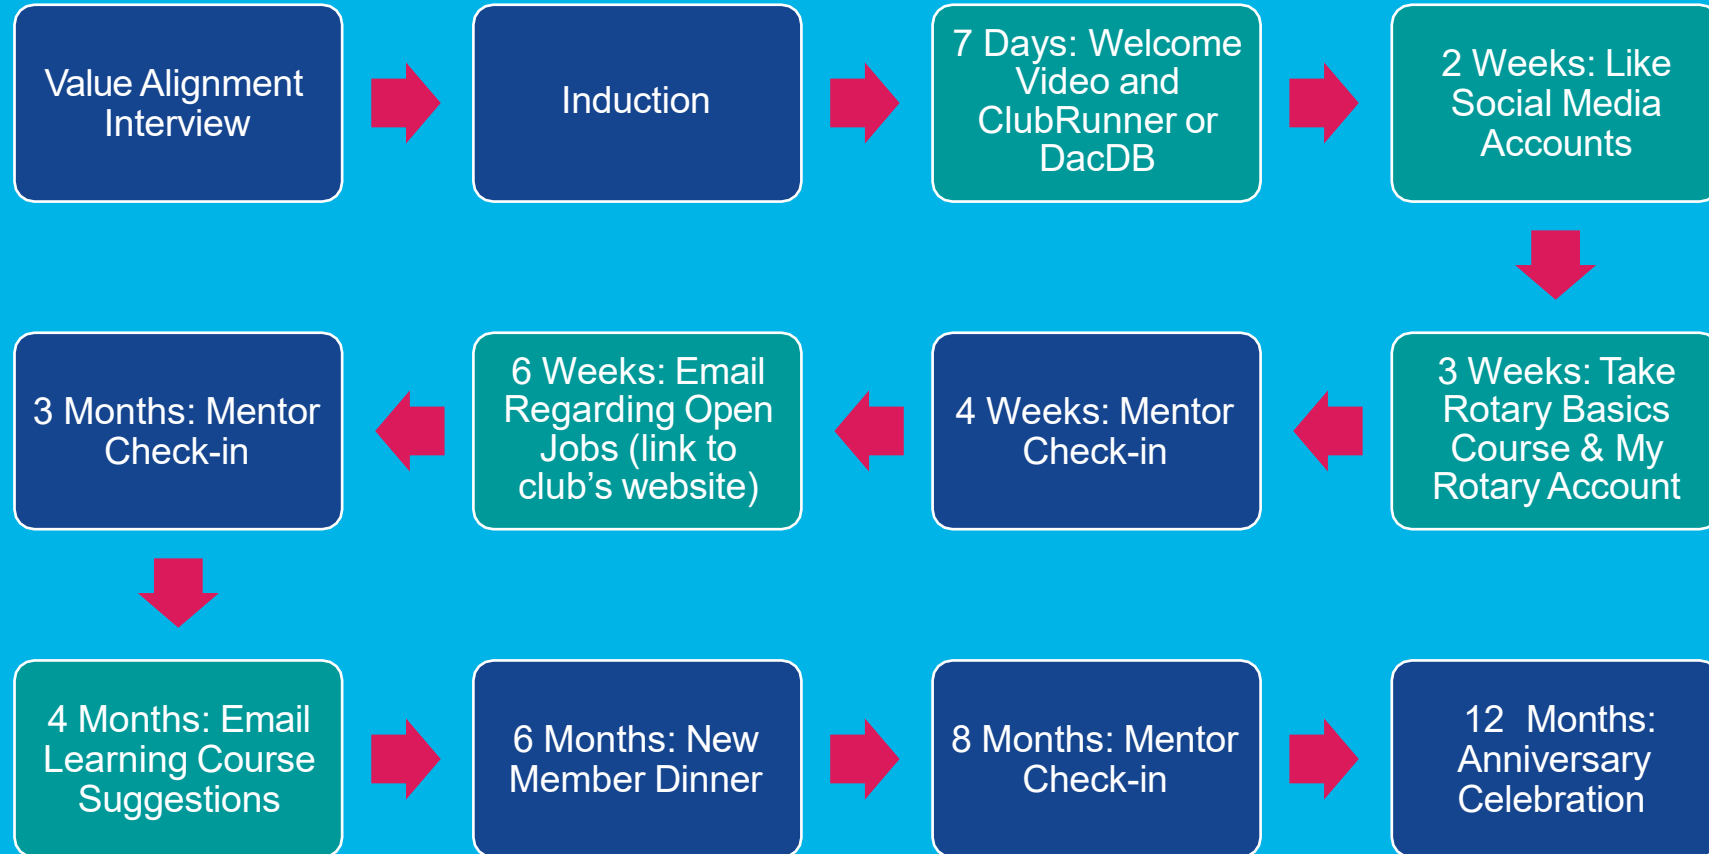 Value Alignment
Interview
Induction
7 Days: Welcome
Video and
ClubRunner or
DacDB
2 Weeks: Like
Social Media
Accounts
3 Weeks: Take
Rotary Basics
Course & My
Rotary Account
4 Weeks: Mentor
Check-in
6 Weeks: Email
Regarding Open
Jobs (link to
club’s website)
3 Months: Mentor
Check-in
4 Months: Email
Learning Course
Suggestions
6 Months: New
Member Dinner
8 Months: Mentor
Check-in
12 Months:
Anniversary
Celebration